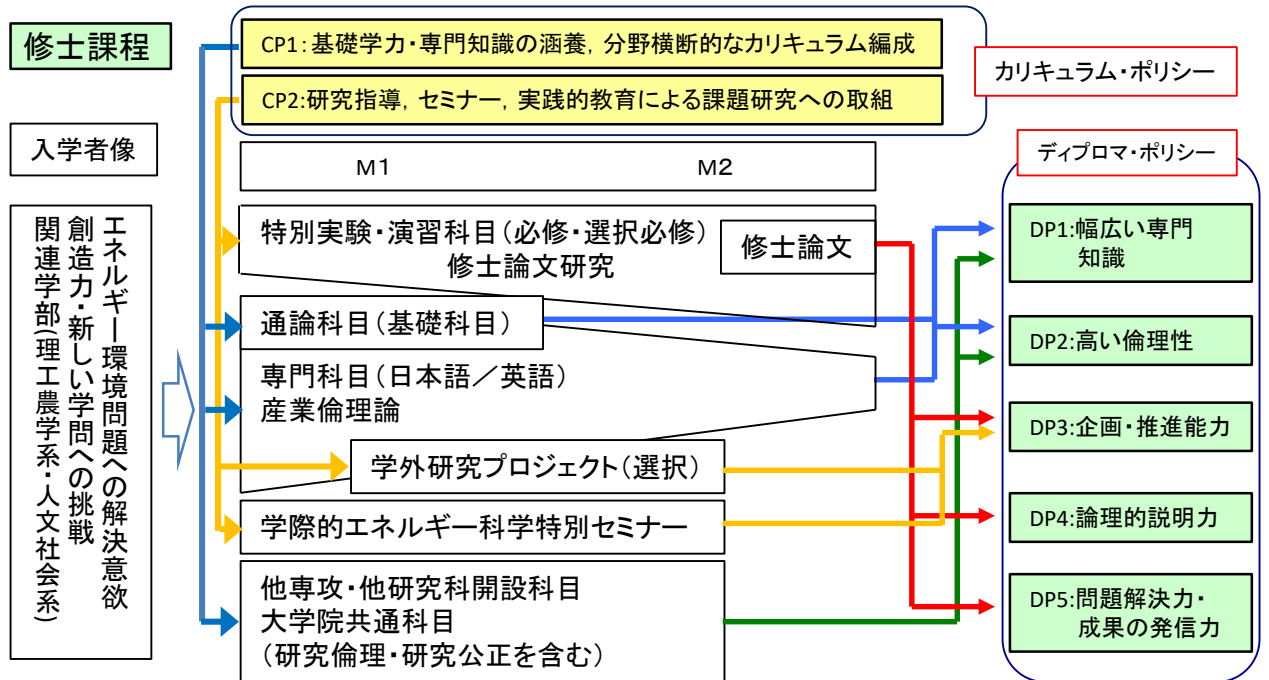 修士課程
CP1:基礎学力・専門知識の涵養，分野横断的なカリキュラム編成
CP2:研究指導，セミナー，実践的教育による課題研究への取組
カリキュラム・ポリシー
入学者像
エネルギー環境問題への解決意欲
創造力・新しい学問への挑戦
関連学部(理工農学系・人文社会系)
M1
M2
特別実験・演習科目(必修・選択必修)
修士論文研究
修士論文
通論科目(基礎科目)
専門科目(日本語／英語)
産業倫理論
学外研究プロジェクト(選択)
学際的エネルギー科学特別セミナー
他専攻・他研究科開設科目
大学院共通科目
(研究倫理・研究公正を含む)
ディプロマ・ポリシー
DP1:幅広い専門
知識
DP2:高い倫理性
DP3:企画・推進能力
DP4:論理的説明力
DP5:問題解決力・
成果の発信力